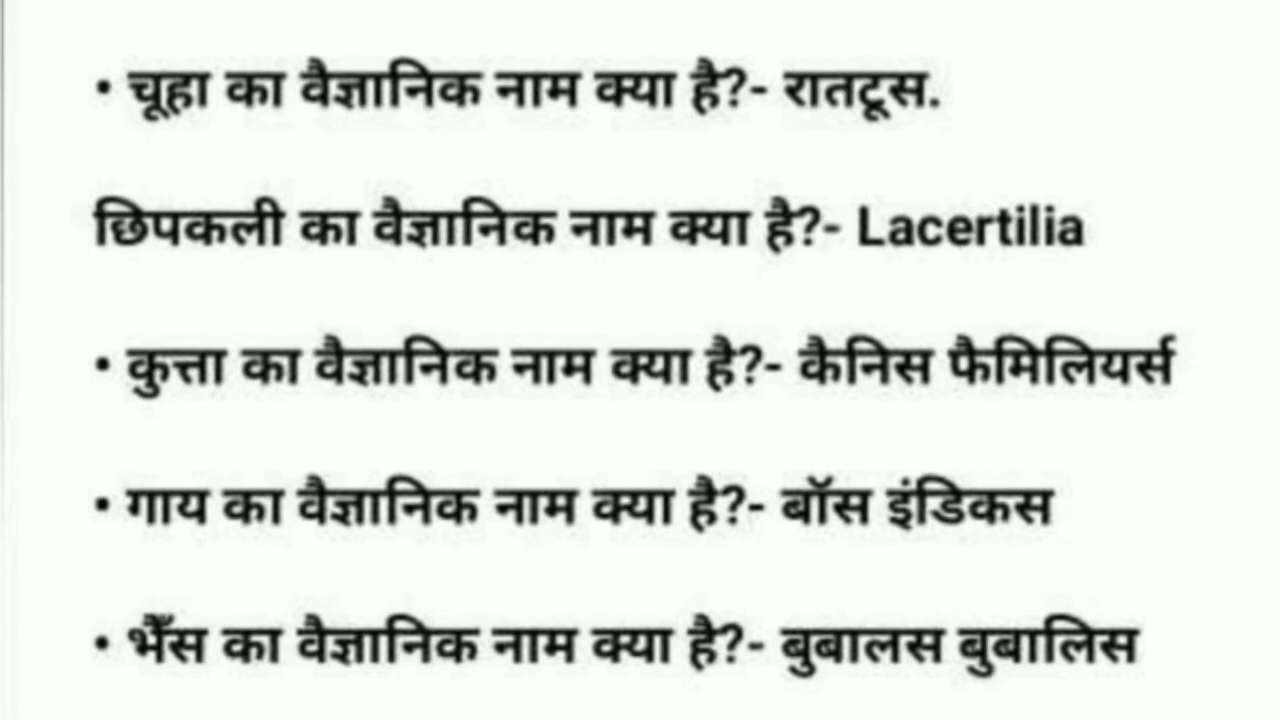 • चूहा का वैज्ञानिक नाम क्या है?- रातटूस.
छिपकली का वैज्ञानिक नाम क्या है?- Lacertilia
• कुत्ता का वैज्ञानिक नाम क्या है?- कैनिस फैमिलियर्स
• गाय का वैज्ञानिक नाम क्या है?- बॉस इंडिकस
• भैँस का वैज्ञानिक नाम क्या है?- बुबालस बुबालिस